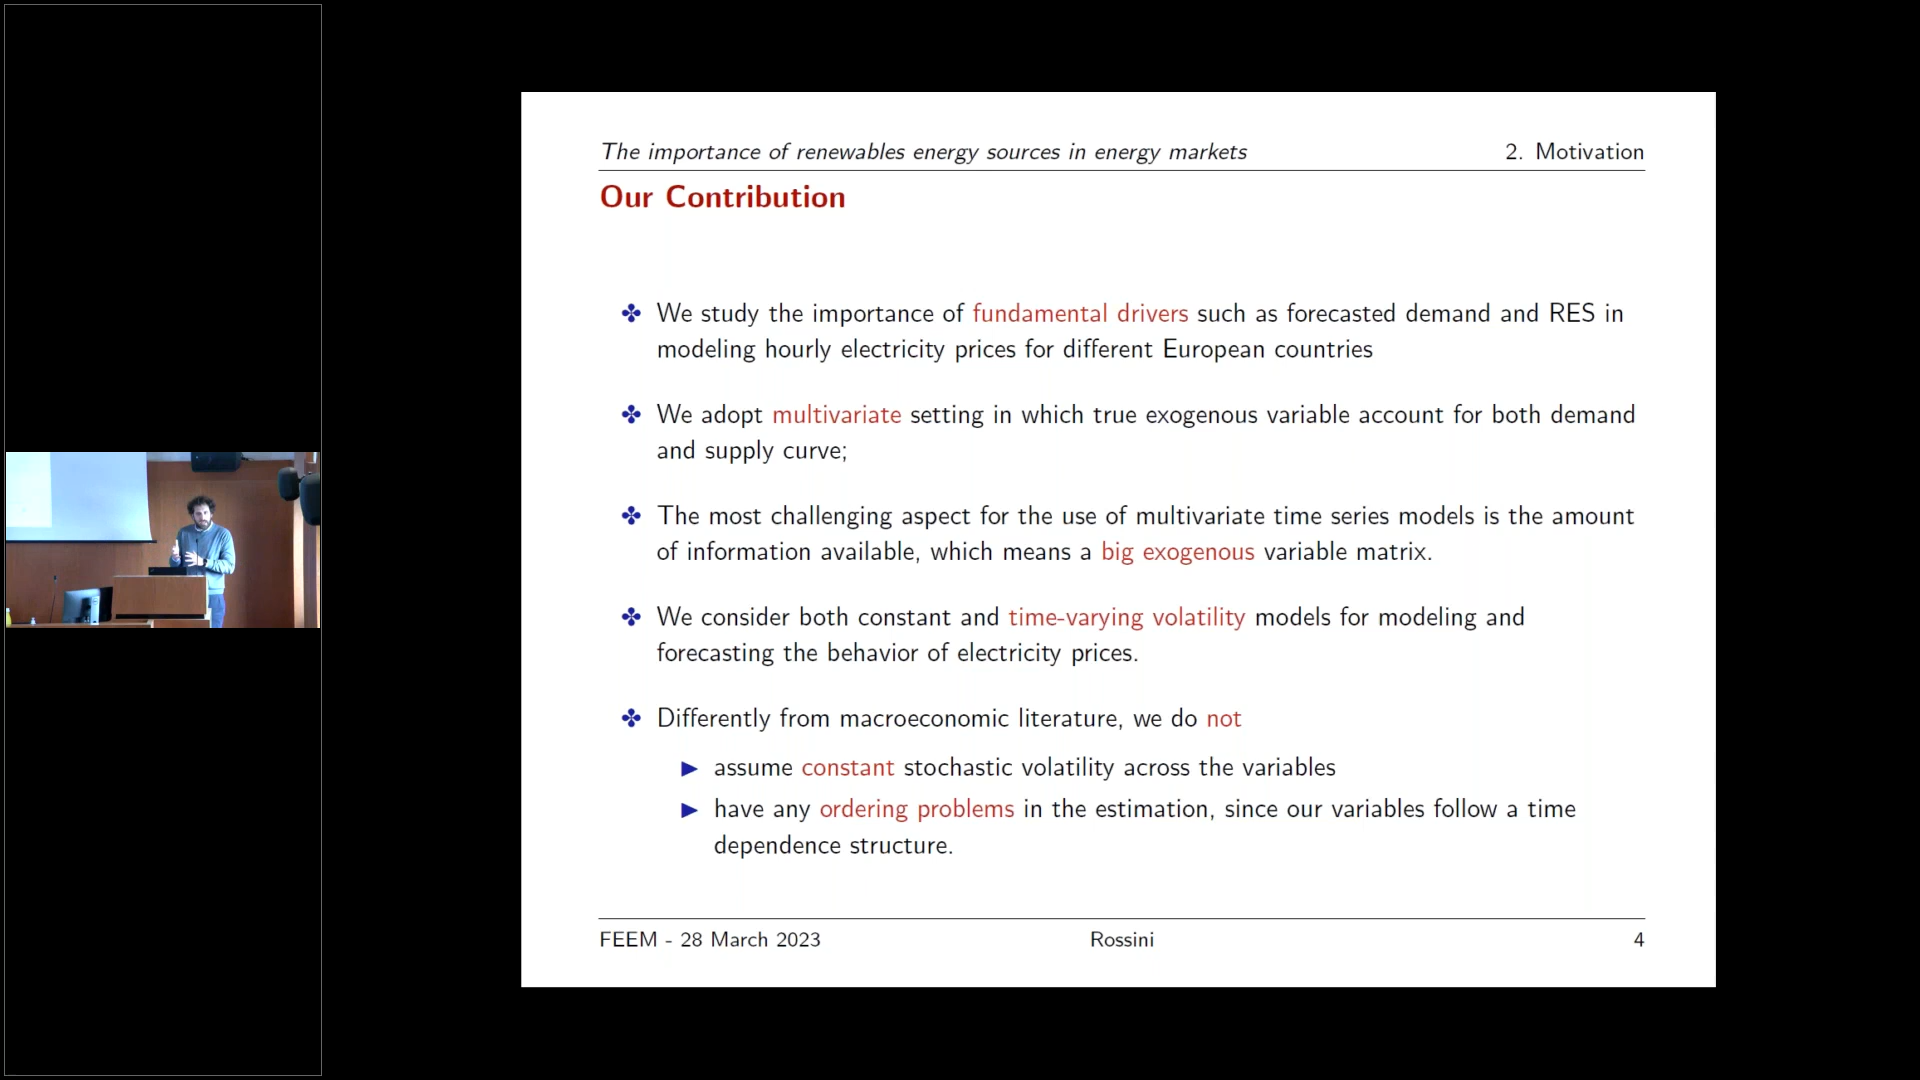 The importance of renewables energy sources in energy markets 2. Motivation
Our Contribution
We study the importance of fundamental drivers such as forecasted demand and RES in
modeling hourly electricity prices for different European countries
We adopt multivariate setting in which true exogenous variable account for both demand
and supply curve;
The most challenging aspect for the use of multivariate time series models is the amount
of information available, which means a big exogenous variable matrix.
We consider both constant and time-varying volatility models for modeling and
forecasting the behavior of electricity prices.
Differently from macroeconomic literature, we do not
assume constant stochastic volatility across the variables
have any ordering problems in the estimation, since our variables follow a time
dependence structure.
FEEM - 28 March 2023 Rossini 4